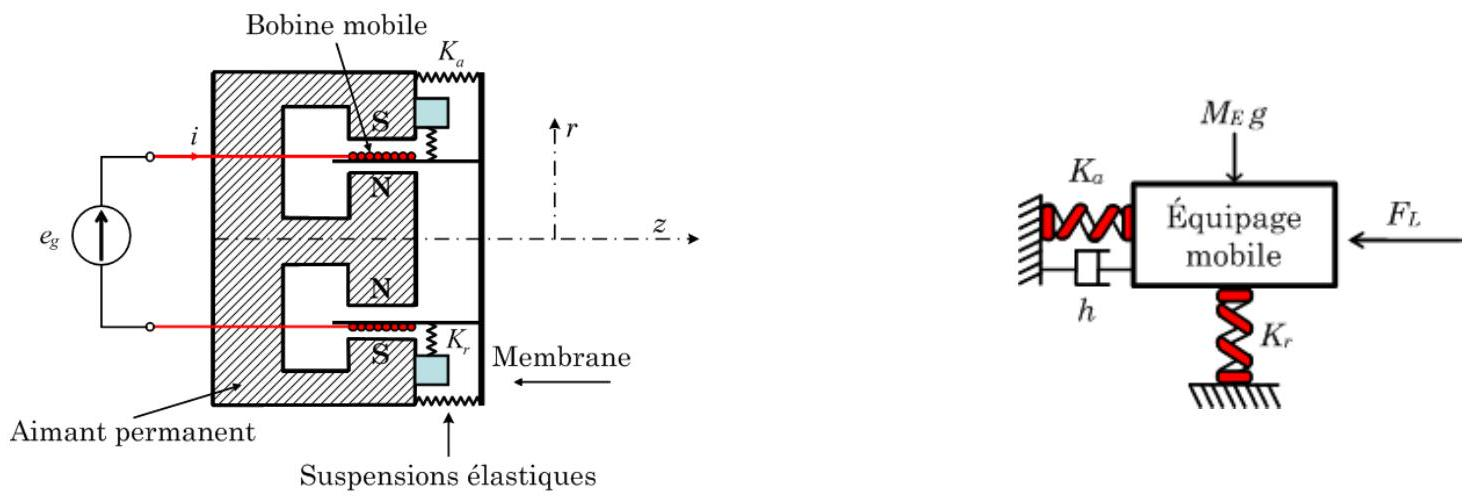 Bobine mobile
K_a
S
i
r
N
e_g
z
N
K_r
S
Membrane
Aimant permanent
Suspensions élastiques
M_E g
K_a
Équipage
mobile
F_L
h
K_r